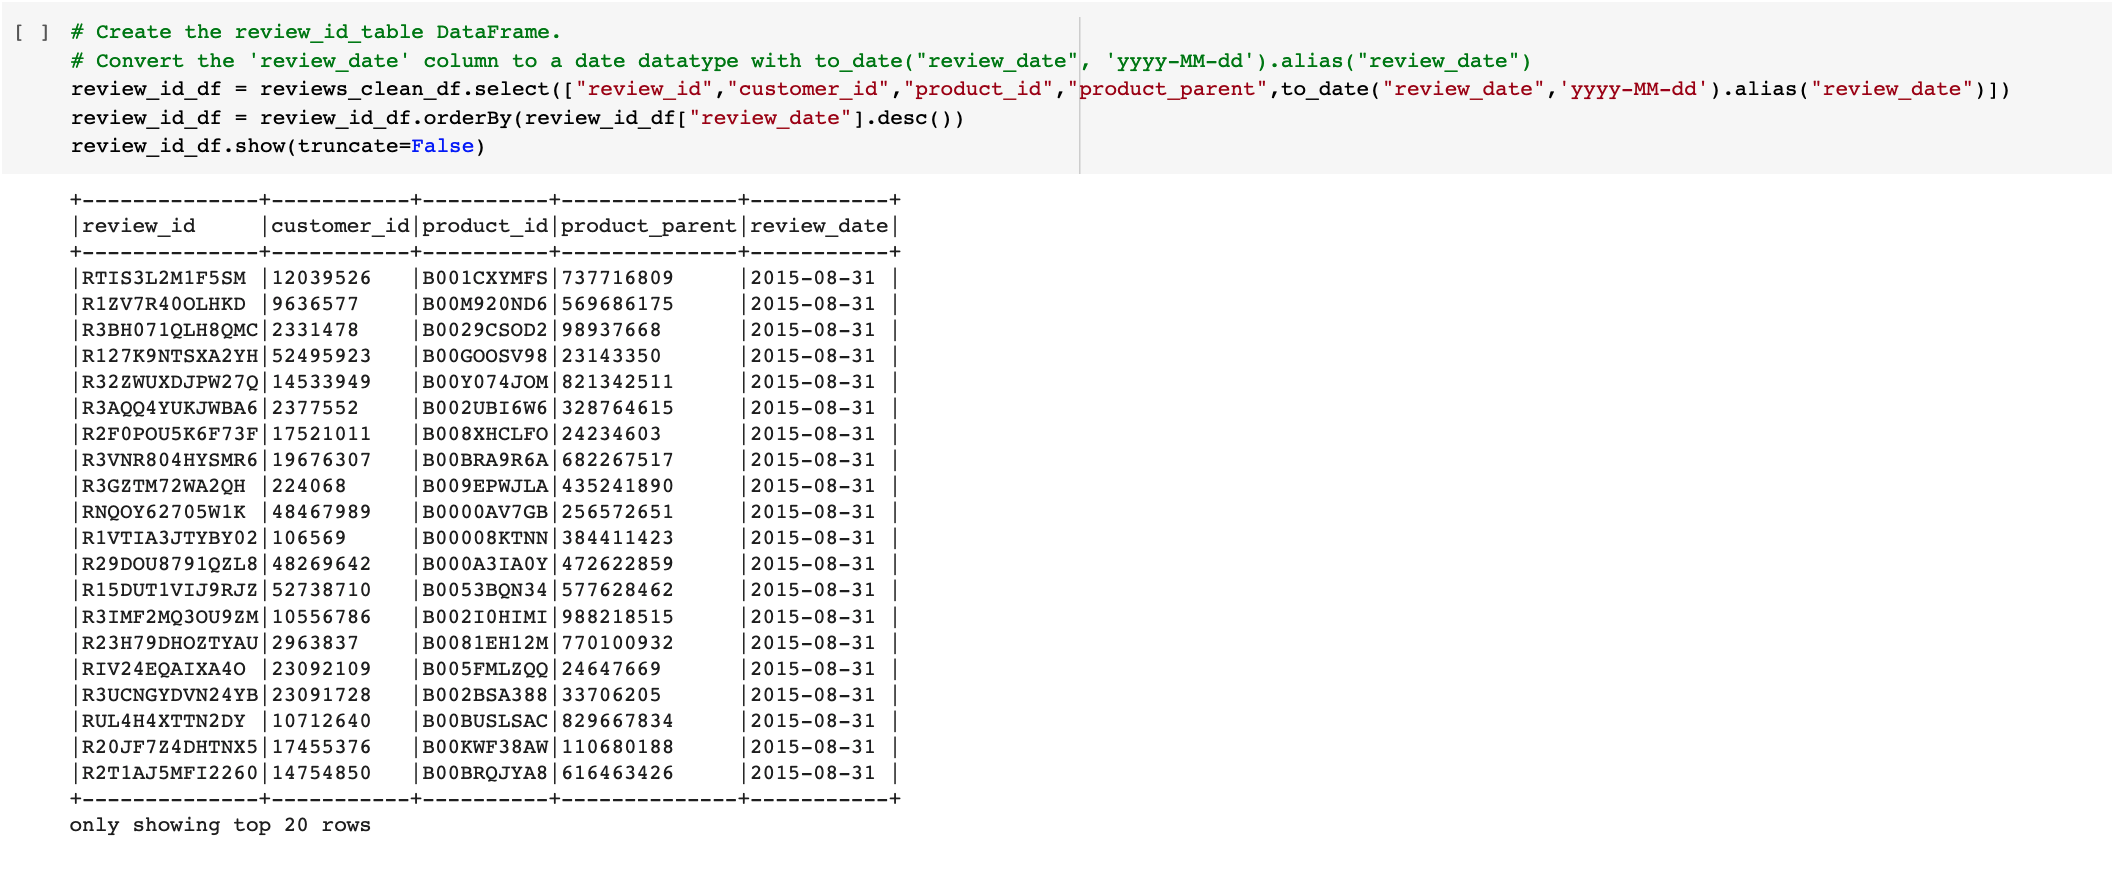 [ ] # Create the review_id_table DataFrame.
# Convert the 'review_date' column to a date datatype with to_date("review_date", 'yyyy-MM-dd').alias("review_date")
review_id_df = reviews_clean_df.select(["review_id","customer_id","product_id","product_parent",to_date("review_date",'yyyy-MM-dd').alias("review_date")])
review_id_df = review_id_df.orderBy(review_id_df["review_date"].desc())
review_id_df.show(truncate=False)
+--------------+-----------+----------+--------------+-----------+
|review_id     |customer_id|product_id|product_parent|review_date|
+--------------+-----------+----------+--------------+-----------+
|RTIS3L2M1F5SM |12039526   |B001CXYMFS|737716809     |2015-08-31 |
|R1ZV7R40OLHKD |9636577    |B00M920ND6|569686175     |2015-08-31 |
|R3BH071QLH8QMC|2331478    |B0029CSOD2|98937668      |2015-08-31 |
|R127K9NTSXA2YH|52495923   |B00GOOSV98|23143350      |2015-08-31 |
|R32ZWUXDJPW27Q|14533949   |B00Y074JOM|821342511     |2015-08-31 |
|R3AQQ4YUKJWBA6|2377552    |B002UBI6W6|328764615     |2015-08-31 |
|R2F0POU5K6F73F|17521011   |B008XHCLFO|24234603      |2015-08-31 |
|R3VNR804HYSMR6|19676307   |B00BRA9R6A|682267517     |2015-08-31 |
|R3GZTM72WA2QH |224068     |B009EPWJLA|435241890     |2015-08-31 |
|RNQOY62705W1K |48467989   |B0000AV7GB|256572651     |2015-08-31 |
|R1VTIA3JTYBY02|106569     |B00008KTNN|384411423     |2015-08-31 |
|R29DOU8791QZL8|48269642   |B000A3IA0Y|472622859     |2015-08-31 |
|R15DUT1VIJ9RJZ|52738710   |B0053BQN34|577628462     |2015-08-31 |
|R3IMF2MQ3OU9ZM|10556786   |B002I0HIMI|988218515     |2015-08-31 |
|R23H79DHOZTYAU|2963837    |B0081EH12M|770100932     |2015-08-31 |
|RIV24EQAIXA4O |23092109   |B005FMLZQQ|24647669      |2015-08-31 |
|R3UCNGYDVN24YB|23091728   |B002BSA388|33706205      |2015-08-31 |
|RUL4H4XTTN2DY |10712640   |B00BUSLSAC|829667834     |2015-08-31 |
|R20JF7Z4DHTNX5|17455376   |B00KWF38AW|110680188     |2015-08-31 |
|R2T1AJ5MFI2260|14754850   |B00BRQJYA8|616463426     |2015-08-31 |
+--------------+-----------+----------+--------------+-----------+
only showing top 20 rows